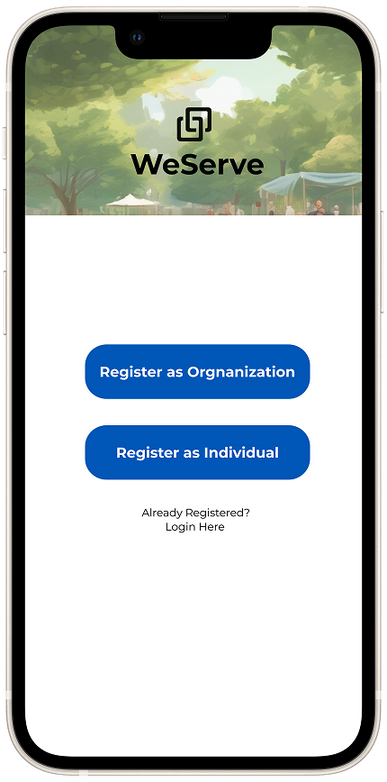 WeServe
Register as Orgnanization
Register as Individual
Already Registered?
Login Here